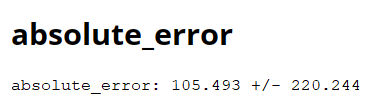 absolute_error
absolute_error: 105.493 +/- 220.244